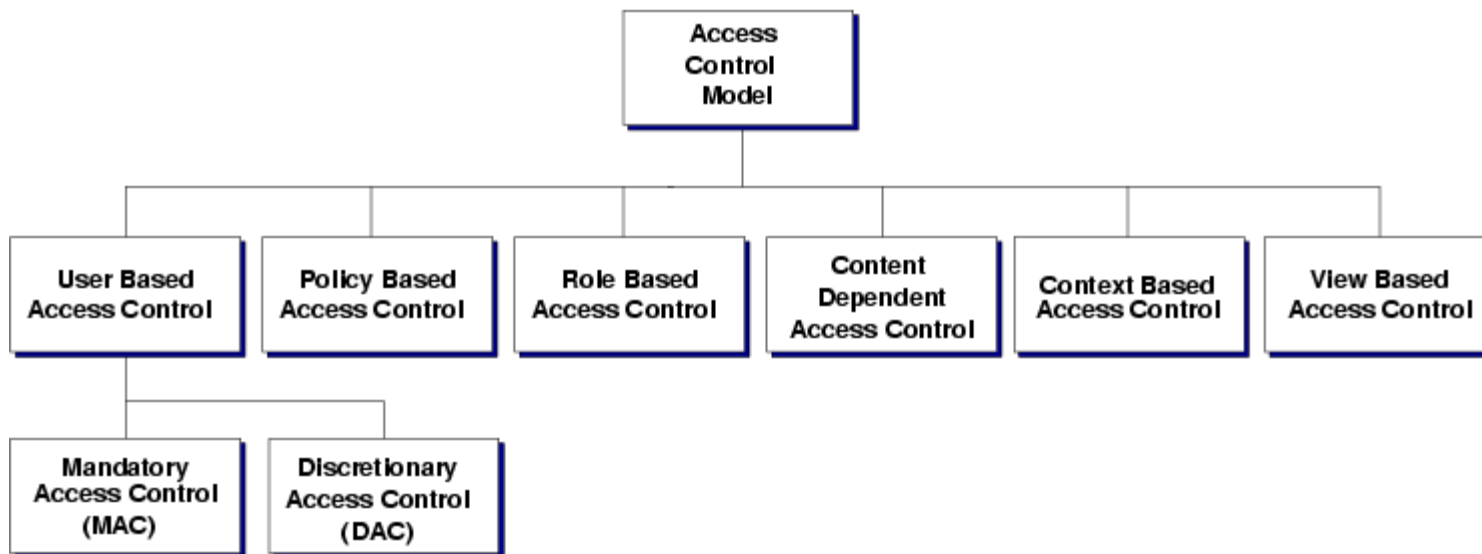 Access
Control
Model
User Based
Access Control
Policy Based
Access Control
Role Based
Access Control
Content
Dependent
Access Control
Context Based
Access Control
View Based
Access Control
Mandatory
Access Control
(MAC)
Discretionary
Access Control
(DAC)